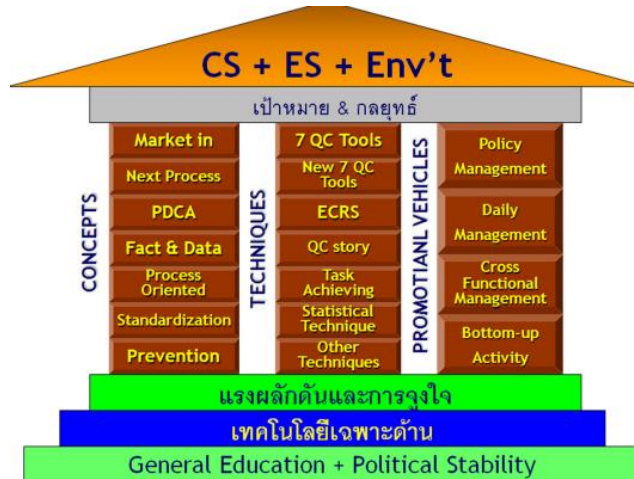 CS + ES + Env't
เป้าหมาย & กลยุทธ์
CONCEPTS
Market in
Next Process
PDCA
Fact & Data
Process
Oriented
Standardization
Prevention
TECHNIQUES
7 QC Tools
New 7 QC
Tools
ECRS
QC story
Task
Achieving
Statistical
Technique
Other
Techniques
PROMOTIANL VEHICLES
Policy
Management
Daily
Management
Cross
Functional
Management
Bottom-up
Activity
แรงผลักดันและการจูงใจ
เทคโนโลยีเฉพาะด้าน
General Education + Political Stability